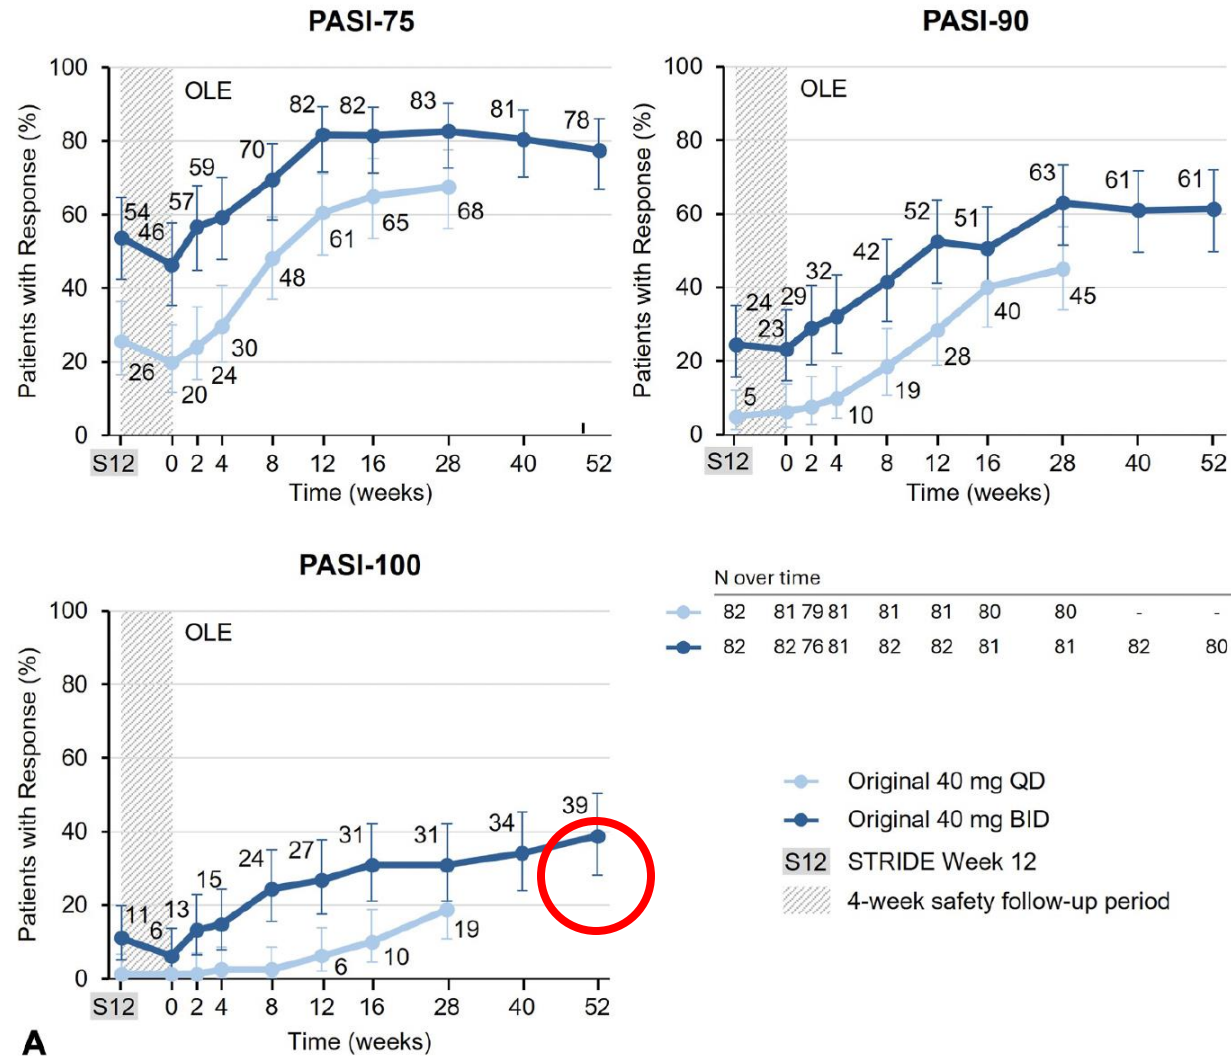 PASI-75
Patients with Response (%)
100
80
60
40
20
0
OLE
54
46
57
59
70
82
82
83
81
78
26
20
24
30
48
61
65
68
S12 0 2 4 8 12 16 28 40 52
Time (weeks)
PASI-90
Patients with Response (%)
100
80
60
40
20
0
OLE
24
23
29
32
42
52
51
63
61
61
5
10
19
28
40
45
S12 0 2 4 8 12 16 28 40 52
Time (weeks)
PASI-100
Patients with Response (%)
100
80
60
40
20
0
OLE
11
6
13
15
24
27
31
31
34
39
6
10
19
S12 0 2 4 8 12 16 28 40 52
Time (weeks)
N over time
82 81 79 81 81 81 80 80 - -
82 82 76 81 82 82 81 81 82 80
Original 40 mg QD
Original 40 mg BID
S12 STRIDE Week 12
4-week safety follow-up period
A